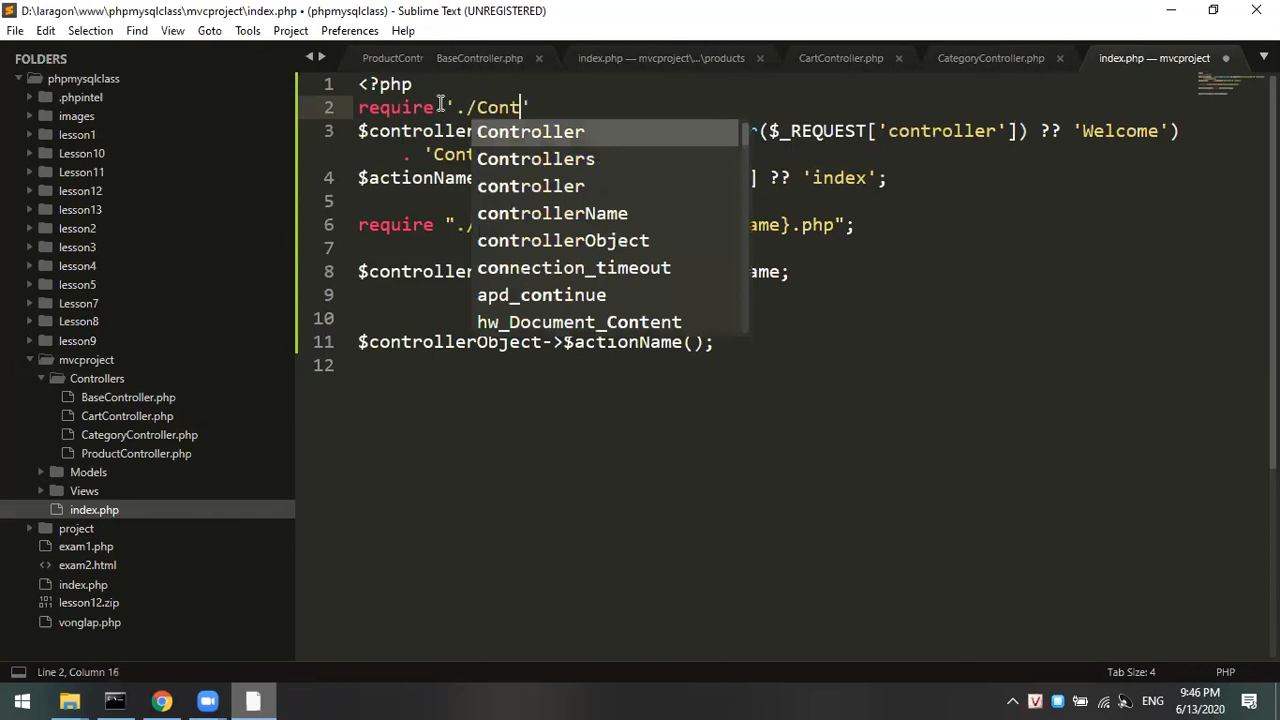 D:\laragon\www\phpmysqlclass\mvcproject\index.php • (phpmysqlclass) - Sublime Text (UNREGISTERED)
File Edit Selection Find View Goto Tools Project Preferences Help
FOLDERS
phpmysqlclass
.phpintel
images
lesson1
Lesson10
Lesson11
lesson12
lesson13
lesson2
lesson3
lesson4
lesson5
Lesson7
Lesson8
lesson9
mvcproject
Controllers
BaseController.php
CartController.php
CategoryController.php
ProductController.php
Models
Views
index.php
project
exam1.php
exam2.html
index.php
lesson12.zip
vonglap.php
ProductContr BaseController.php index.php — mvcproject\...\products CartController.php CategoryController.php index.php — mvcproject
1 <?php
2 require './Cont'
3 $controller r($_REQUEST['controller']) ?? 'Welcome')
. 'Cont
4 $actionName ] ?? 'index';
5
6 require "./ ame}.php";
7
8 $controller ame;
9
10
11 $controllerObject->$actionName();
12
Controller
Controllers
controller
controllerName
controllerObject
connection_timeout
apd_continue
hw_Document_Content
Line 2, Column 16 Tab Size: 4 PHP
ENG
9:46 PM
6/13/2020